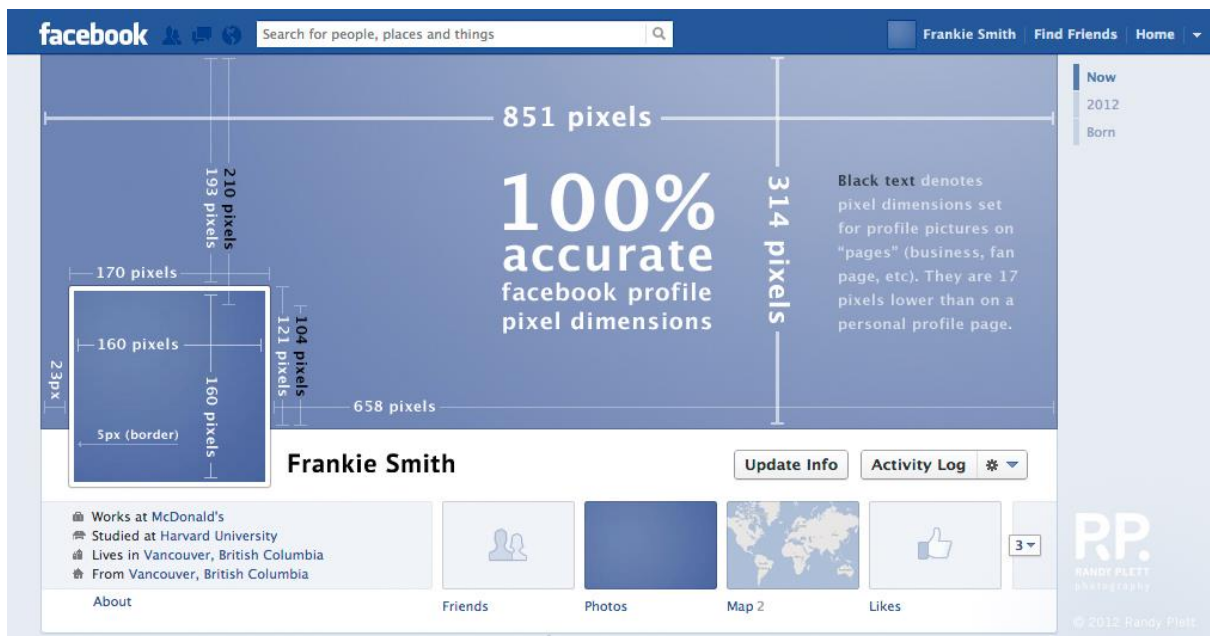 facebook
Search for people, places and things
Frankie Smith
Find Friends
Home
Now
2012
Born
851 pixels
210 pixels
193 pixels
100%
accurate
facebook profile
pixel dimensions
314 pixels
Black text denotes
pixel dimensions set
for profile pictures on
“pages” (business, fan
page, etc). They are 17
pixels lower than on a
personal profile page.
170 pixels
160 pixels
160 pixels
5px (border)
23px
121 pixels
104 pixels
658 pixels
Frankie Smith
Update Info
Activity Log
Works at McDonald's
Studied at Harvard University
Lives in Vancouver, British Columbia
From Vancouver, British Columbia
About
Friends
Photos
Map 2
Likes
3
RP.
RANDY PLETT
photography
© 2012 Randy Plett